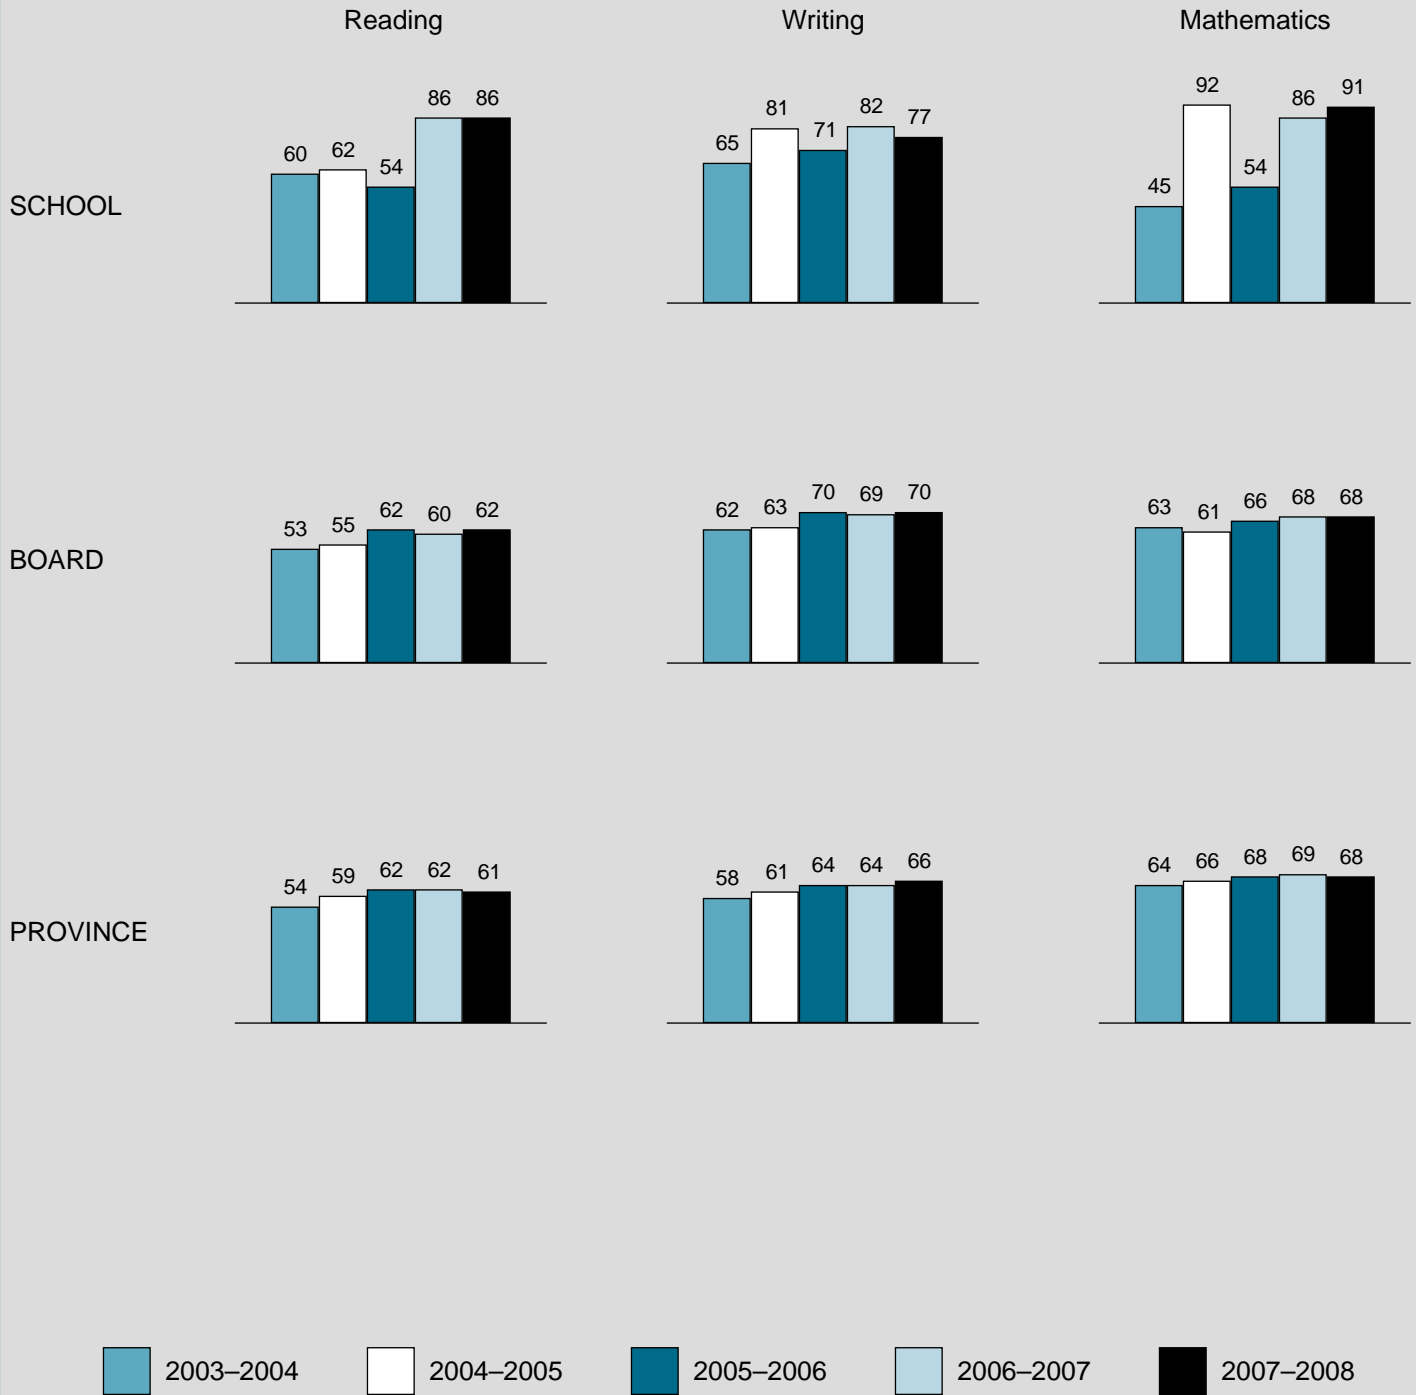 Reading Writing Mathematics
SCHOOL
60 62 54 86 86
65 81 71 82 77
45 92 54 86 91
BOARD
53 55 62 60 62
62 63 70 69 70
63 61 66 68 68
PROVINCE
54 59 62 62 61
58 61 64 64 66
64 66 68 69 68
2003–2004 2004–2005 2005–2006 2006–2007 2007–2008